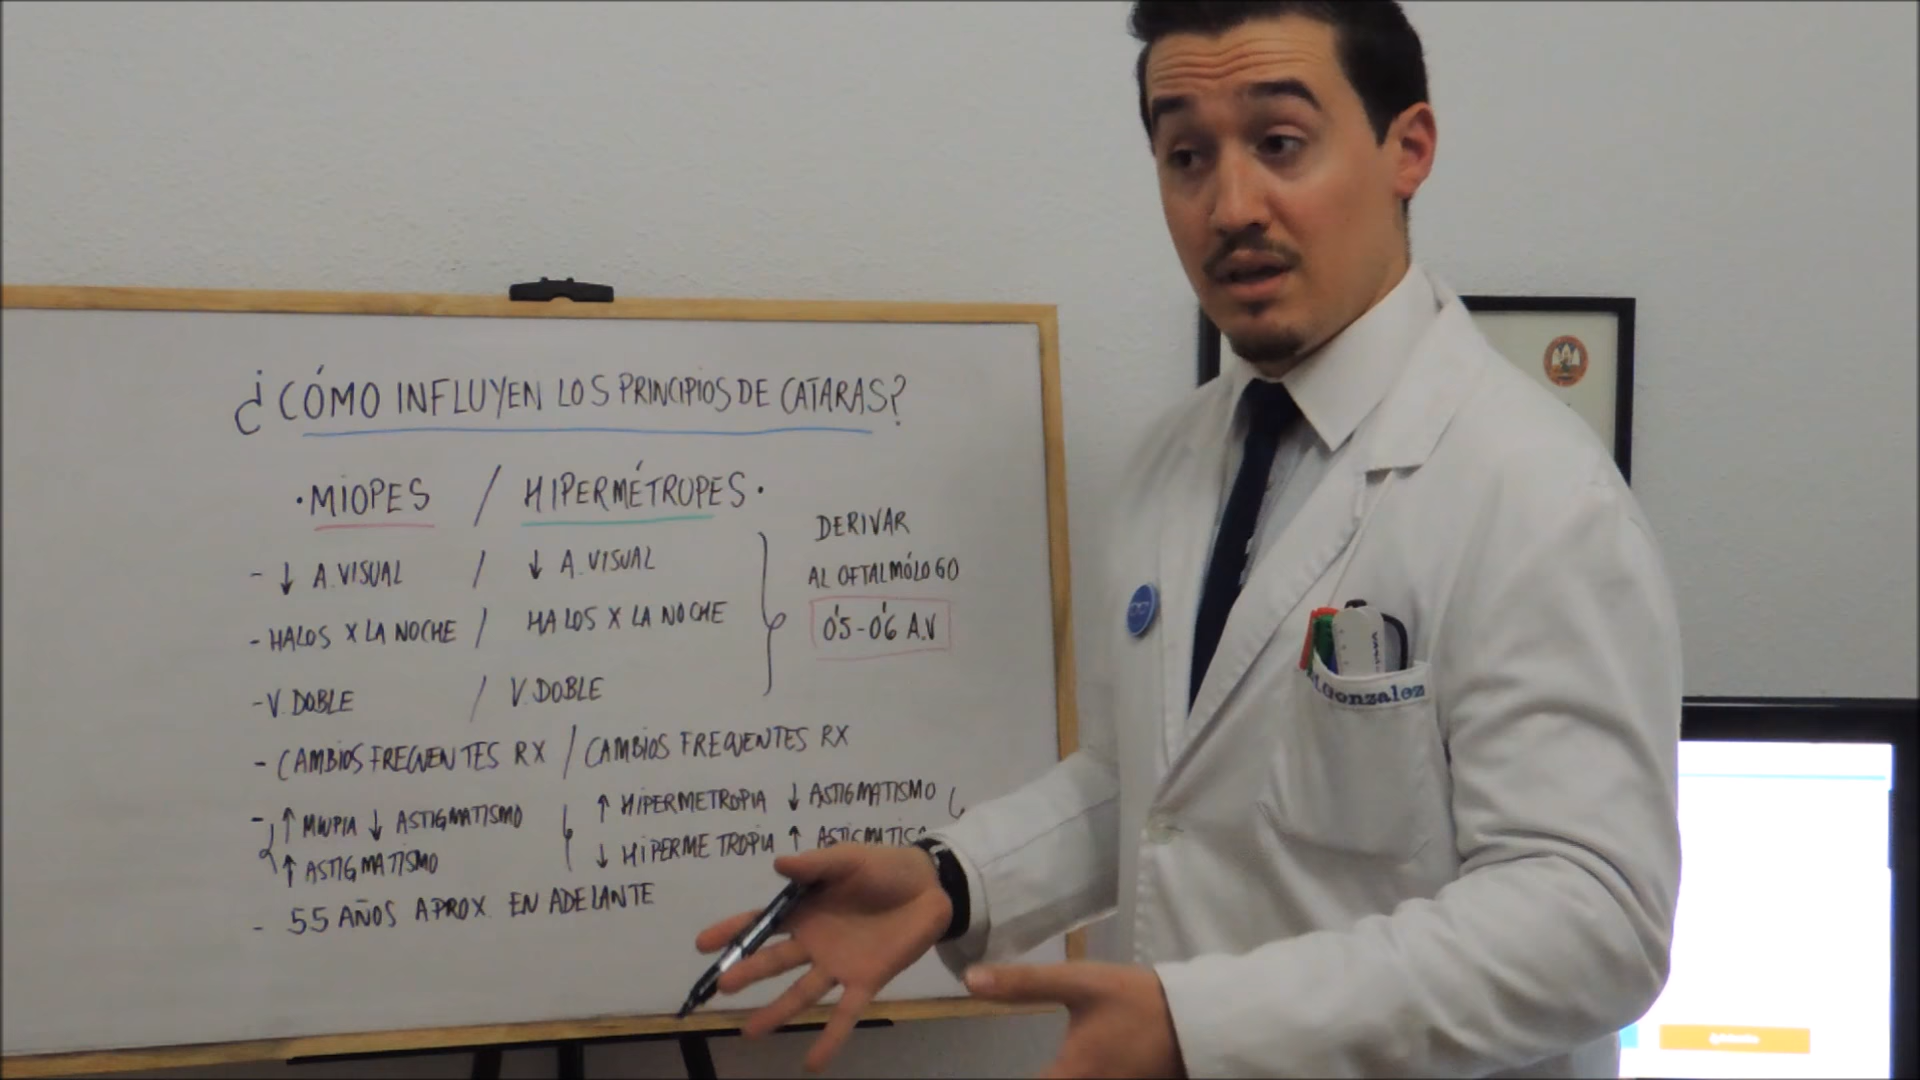 ¿CÓMO INFLUYEN LOS PRINCIPIOS DE CATARAS?
· MIOPES / HIPERMÉTROPES ·
- ↓ A. VISUAL / ↓ A. VISUAL
- HALOS X LA NOCHE / HALOS X LA NOCHE
- V. DOBLE / V. DOBLE
DERIVAR
AL OFTALMÓLOGO
0'5-0'6 A.V
- CAMBIOS FRECUENTES RX / CAMBIOS FRECUENTES RX
- ↑ MIOPIA ↓ ASTIGMATISMO
↑ ASTIGMATISMO
↑ HIPERMETROPIA ↓ ASTIGMATISMO
↓ HIPERMETROPIA ↑
- 55 AÑOS APROX. EN ADELANTE
Gonzalez